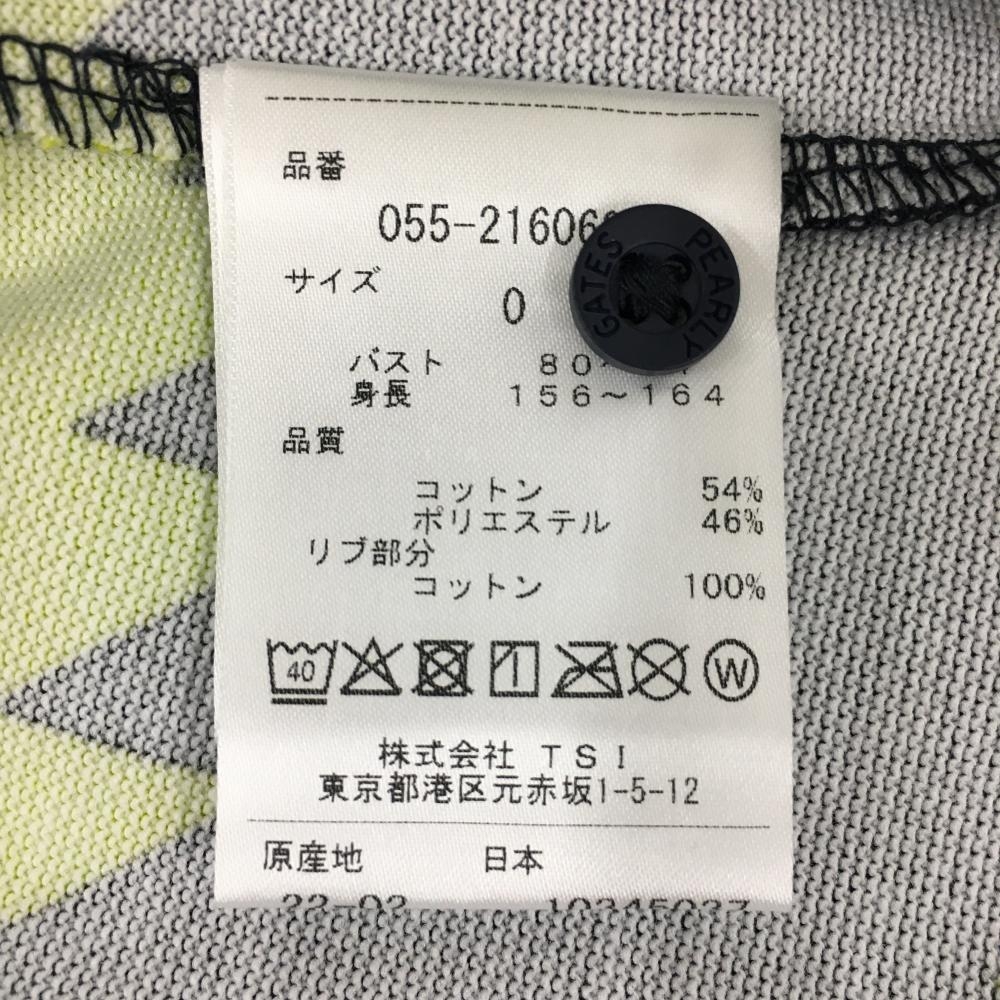 品番
055-21606
サイズ
0
バスト 80~
身長 156~164
品質
コットン 54%
ポリエステル 46%
リブ部分
コットン 100%
40
W
株式会社 TSI
東京都港区元赤坂1-5-12
原産地 日本
PEARLY GATES